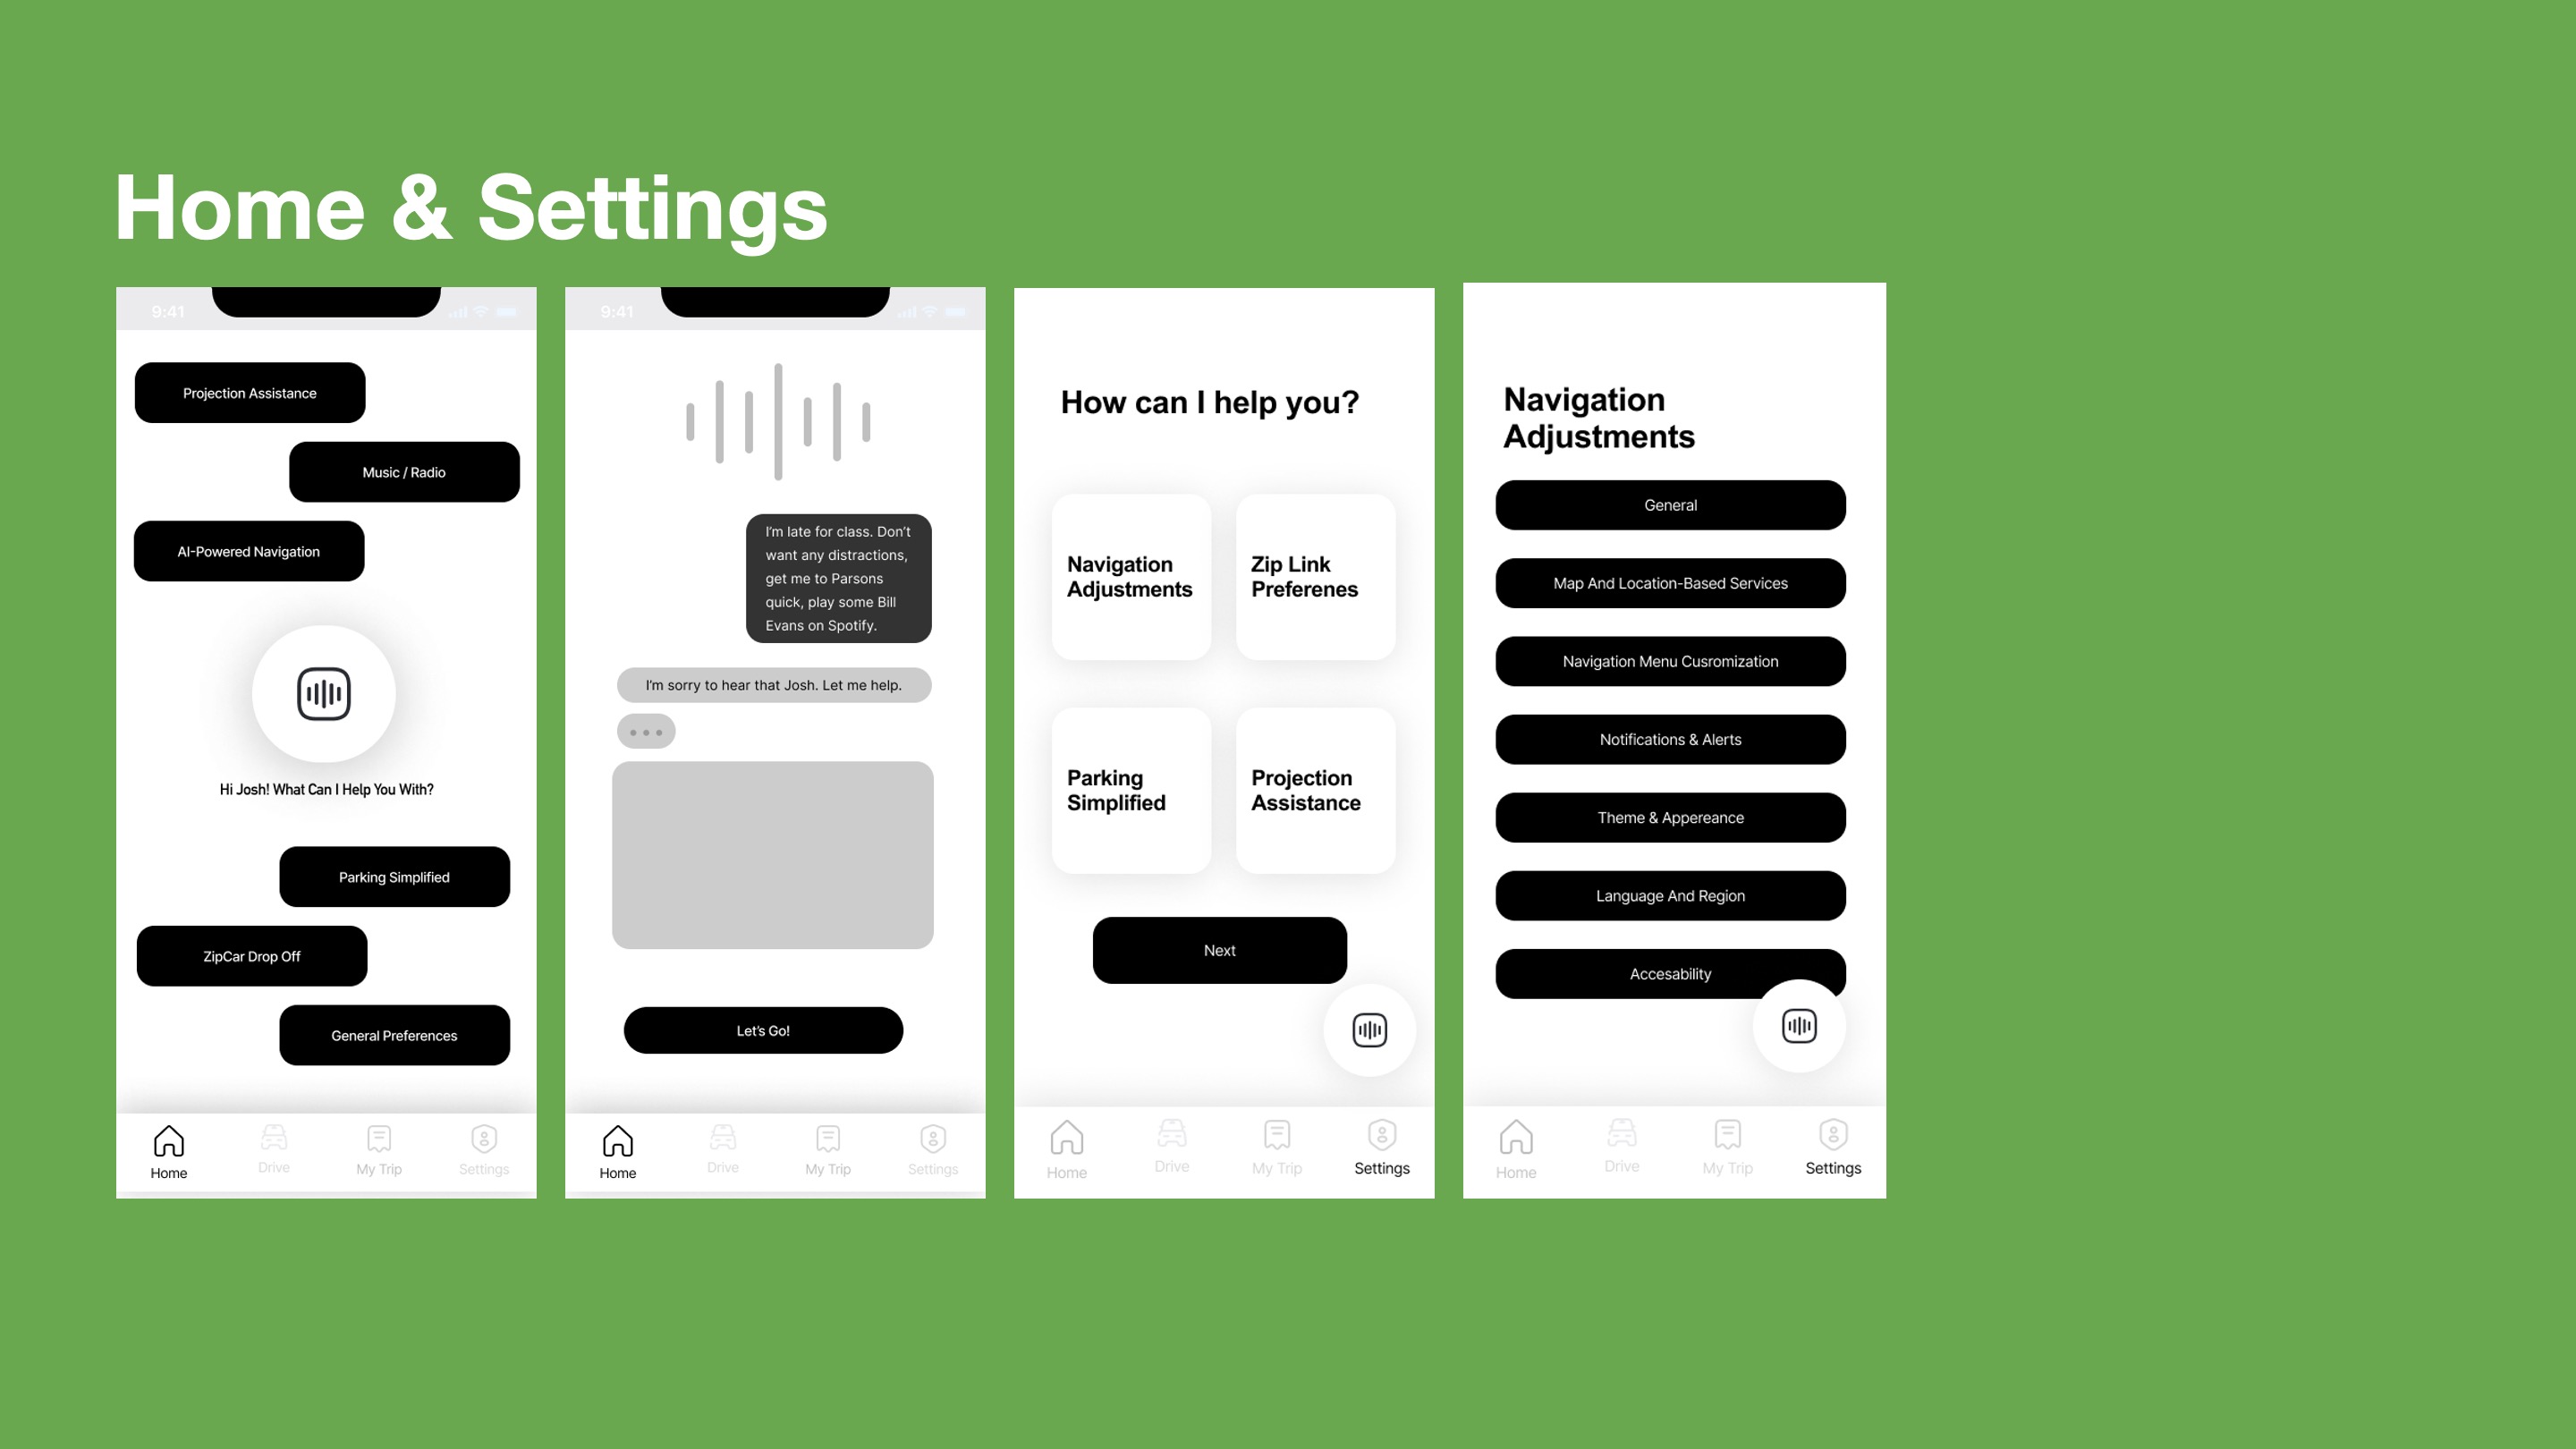 Home & Settings
9:41
Projection Assistance
Music / Radio
AI-Powered Navigation
Hi Josh! What Can I Help You With?
Parking Simplified
ZipCar Drop Off
General Preferences
Home
Drive
My Trip
Settings
9:41
I'm late for class. Don't
want any distractions,
get me to Parsons
quick, play some Bill
Evans on Spotify.
I'm sorry to hear that Josh. Let me help.
Let's Go!
Home
Drive
My Trip
Settings
How can I help you?
Navigation
Adjustments
Zip Link
Preferenes
Parking
Simplified
Projection
Assistance
Next
Home
Drive
My Trip
Settings
Navigation
Adjustments
General
Map And Location-Based Services
Navigation Menu Cusromization
Notifications & Alerts
Theme & Appereance
Language And Region
Accesability
Home
Drive
My Trip
Settings